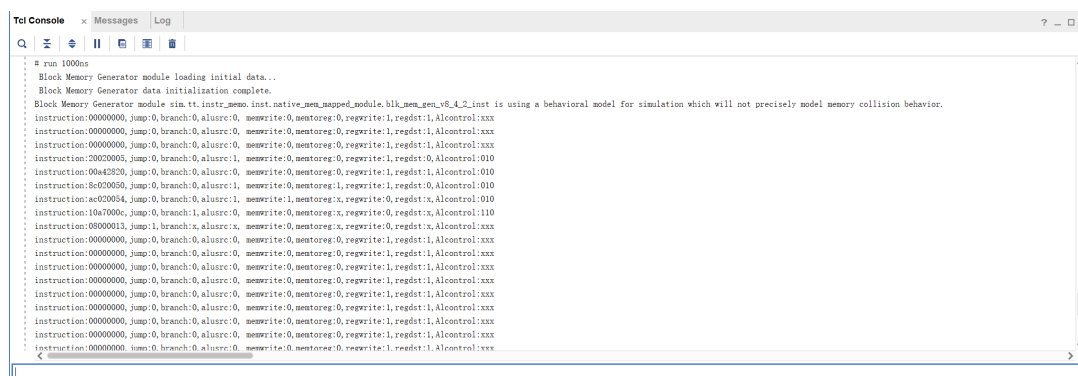 Tcl Console × Messages Log ? _ □
# run 1000ns
Block Memory Generator module loading initial data...
Block Memory Generator data initialization complete.
Block Memory Generator module sim.tt.instr_memo.inst.native_mem_mapped_module.blk_mem_gen_v8_4_2_inst is using a behavioral model for simulation which will not precisely model memory collision behavior.
instruction:00000000, jump:0, branch:0, alusrc:0, memwrite:0, memtoreg:0, regwrite:1, regdst:1, Alcontrol:xxx
instruction:00000000, jump:0, branch:0, alusrc:0, memwrite:0, memtoreg:0, regwrite:1, regdst:1, Alcontrol:xxx
instruction:00000000, jump:0, branch:0, alusrc:0, memwrite:0, memtoreg:0, regwrite:1, regdst:1, Alcontrol:xxx
instruction:20020005, jump:0, branch:0, alusrc:1, memwrite:0, memtoreg:0, regwrite:1, regdst:0, Alcontrol:010
instruction:00a42820, jump:0, branch:0, alusrc:0, memwrite:0, memtoreg:0, regwrite:1, regdst:1, Alcontrol:010
instruction:8c020050, jump:0, branch:0, alusrc:1, memwrite:0, memtoreg:1, regwrite:1, regdst:0, Alcontrol:010
instruction:ac020054, jump:0, branch:0, alusrc:1, memwrite:1, memtoreg:x, regwrite:0, regdst:x, Alcontrol:010
instruction:10a7000c, jump:0, branch:1, alusrc:0, memwrite:0, memtoreg:x, regwrite:0, regdst:x, Alcontrol:110
instruction:08000013, jump:1, branch:x, alusrc:x, memwrite:0, memtoreg:x, regwrite:0, regdst:x, Alcontrol:xxx
instruction:00000000, jump:0, branch:0, alusrc:0, memwrite:0, memtoreg:0, regwrite:1, regdst:1, Alcontrol:xxx
instruction:00000000, jump:0, branch:0, alusrc:0, memwrite:0, memtoreg:0, regwrite:1, regdst:1, Alcontrol:xxx
instruction:00000000, jump:0, branch:0, alusrc:0, memwrite:0, memtoreg:0, regwrite:1, regdst:1, Alcontrol:xxx
instruction:00000000, jump:0, branch:0, alusrc:0, memwrite:0, memtoreg:0, regwrite:1, regdst:1, Alcontrol:xxx
instruction:00000000, jump:0, branch:0, alusrc:0, memwrite:0, memtoreg:0, regwrite:1, regdst:1, Alcontrol:xxx
instruction:00000000, jump:0, branch:0, alusrc:0, memwrite:0, memtoreg:0, regwrite:1, regdst:1, Alcontrol:xxx
instruction:00000000, jump:0, branch:0, alusrc:0, memwrite:0, memtoreg:0, regwrite:1, regdst:1, Alcontrol:xxx
instruction:00000000, jump:0, branch:0, alusrc:0, memwrite:0, memtoreg:0, regwrite:1, regdst:1, Alcontrol:xxx